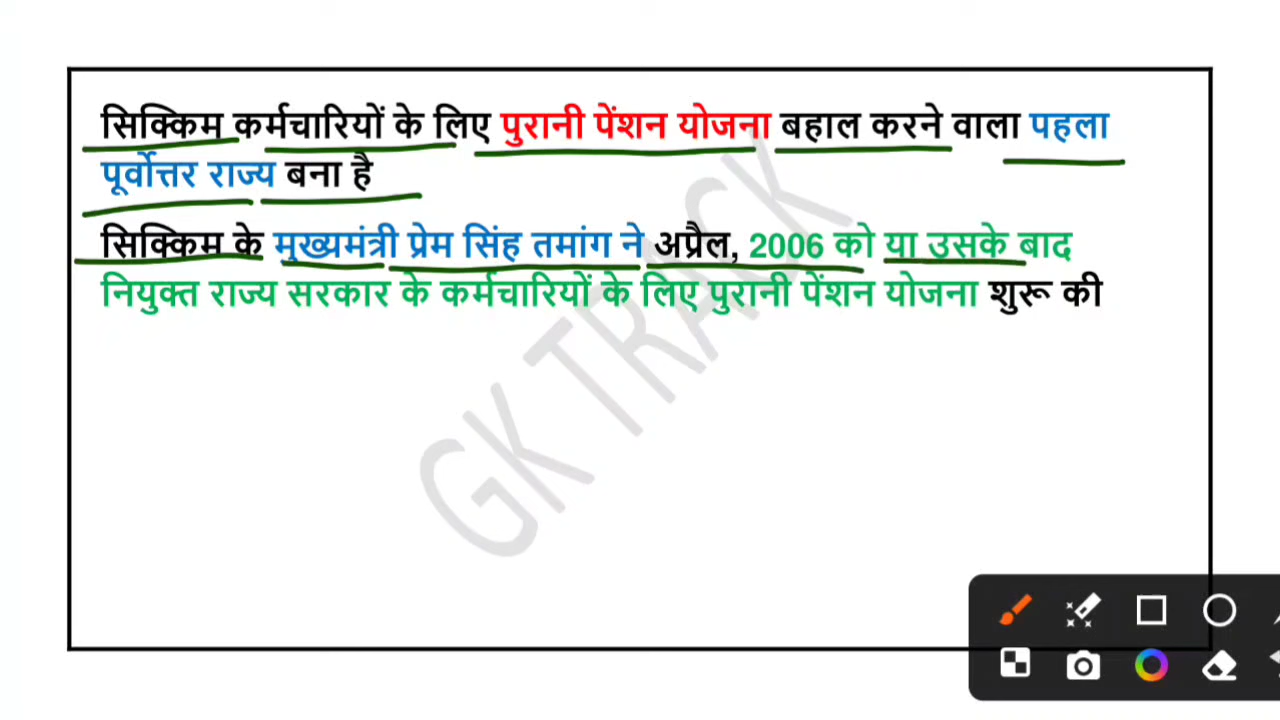 सिक्किम कर्मचारियों के लिए पुरानी पेंशन योजना बहाल करने वाला पहला
पूर्वोत्तर राज्य बना है
सिक्किम के मुख्यमंत्री प्रेम सिंह तमांग ने अप्रैल, 2006 को या उसके बाद
नियुक्त राज्य सरकार के कर्मचारियों के लिए पुरानी पेंशन योजना शुरू की
GK TRACK